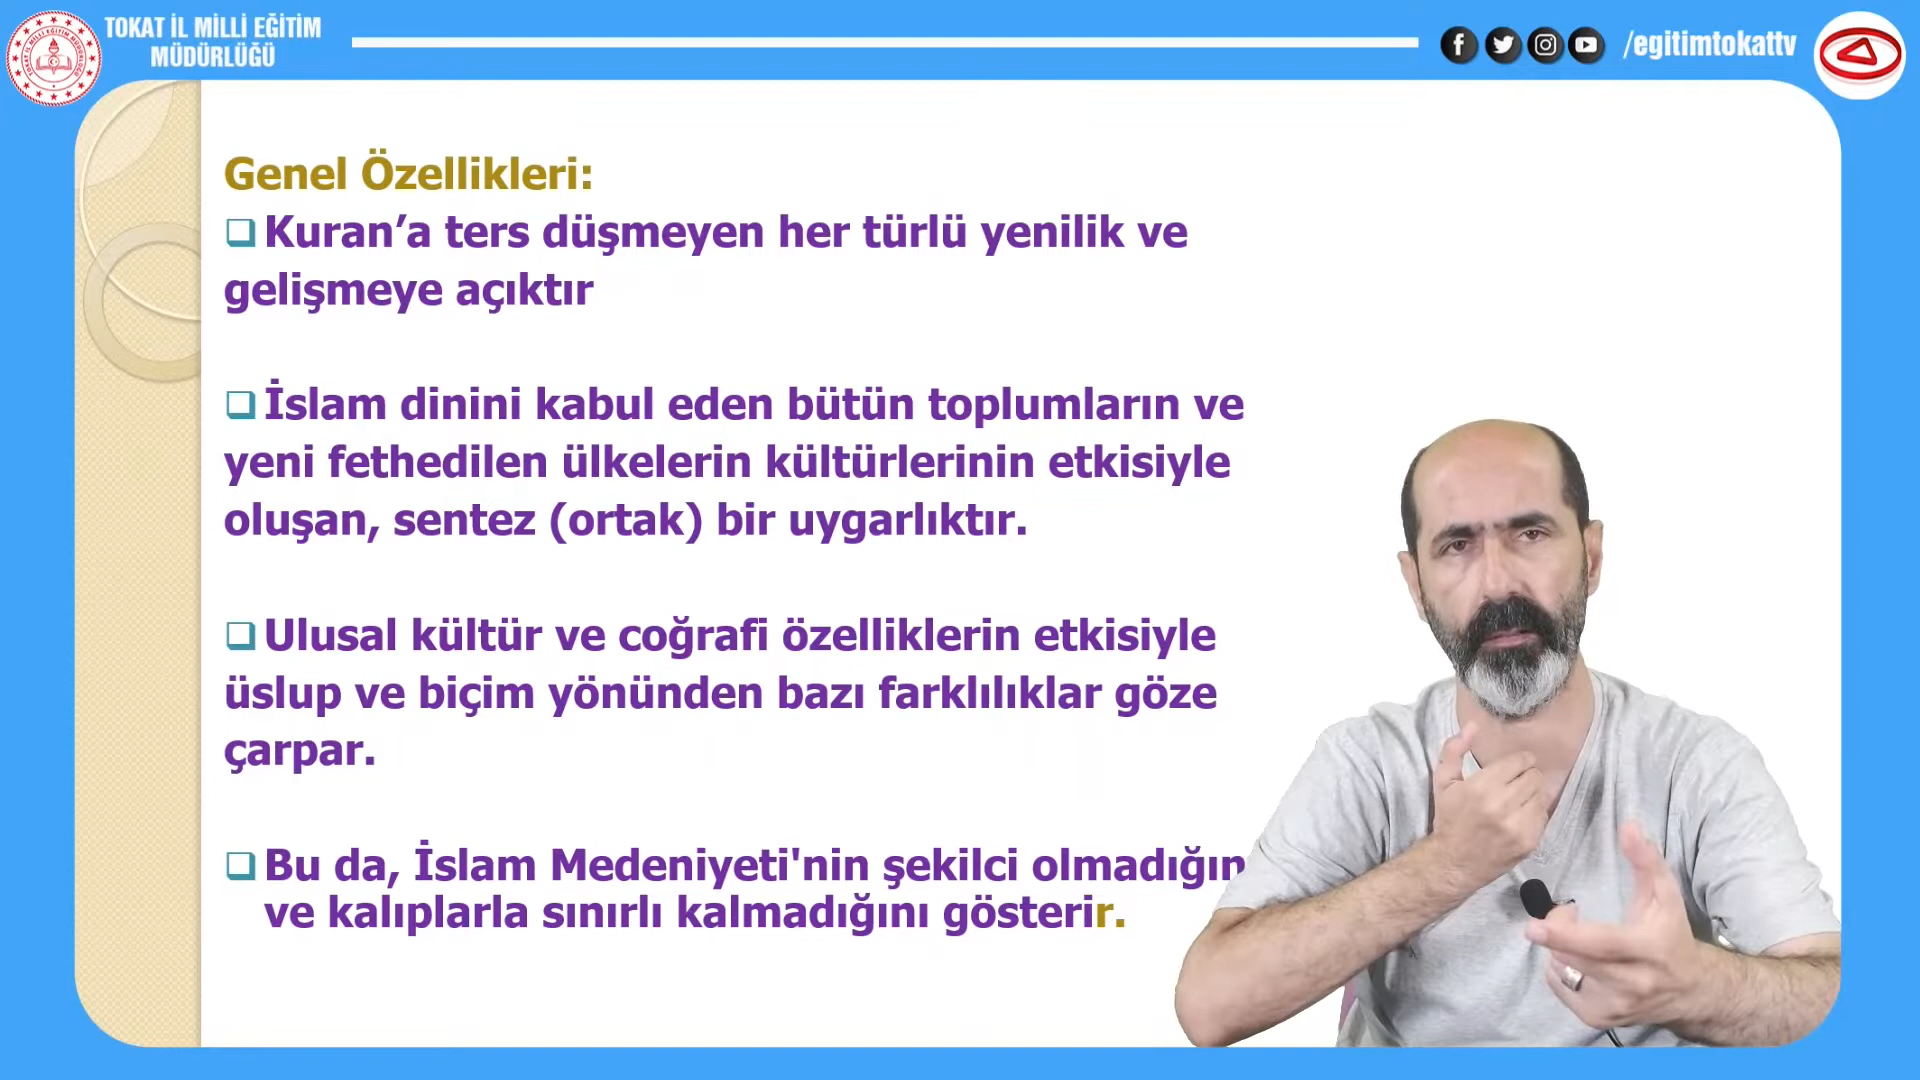 TOKAT İL MİLLİ EĞİTİM
MÜDÜRLÜĞÜ
/egitimtokattv
Genel Özellikleri:
Kuran’a ters düşmeyen her türlü yenilik ve
gelişmeye açıktır
İslam dinini kabul eden bütün toplumların ve
yeni fethedilen ülkelerin kültürlerinin etkisiyle
oluşan, sentez (ortak) bir uygarlıktır.
Ulusal kültür ve coğrafi özelliklerin etkisiyle
üslup ve biçim yönünden bazı farklılıklar göze
çarpar.
Bu da, İslam Medeniyeti'nin şekilci olmadığın
ve kalıplarla sınırlı kalmadığını gösterir.